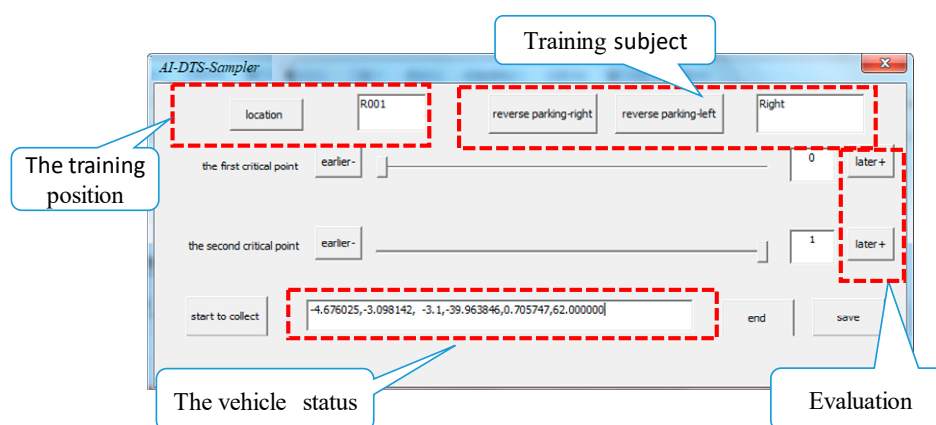 Training subject
AI-DTS-Sampler
x
location
R001
reverse parking-right
reverse parking-left
Right
The training
position
the first critical point
earlier-
0
later+
the second critical point
earlier-
1
later+
start to collect
-4.676025,-3.098142, -3.1,-39.963846,0.705747,62.000000
end
save
The vehicle status
Evaluation